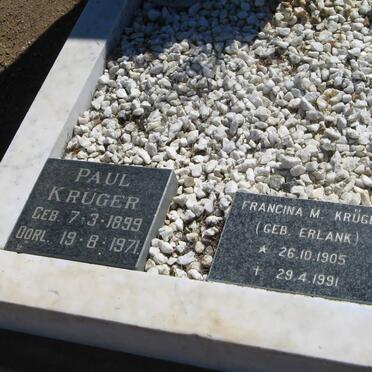 PAUL
KRÜGER
GEB. 7-3-1899
OORL. 19-8-1971
FRANCINA M. KRÜGER
(GEB. ERLANK)
* 26.10.1905
† 29.4.1991